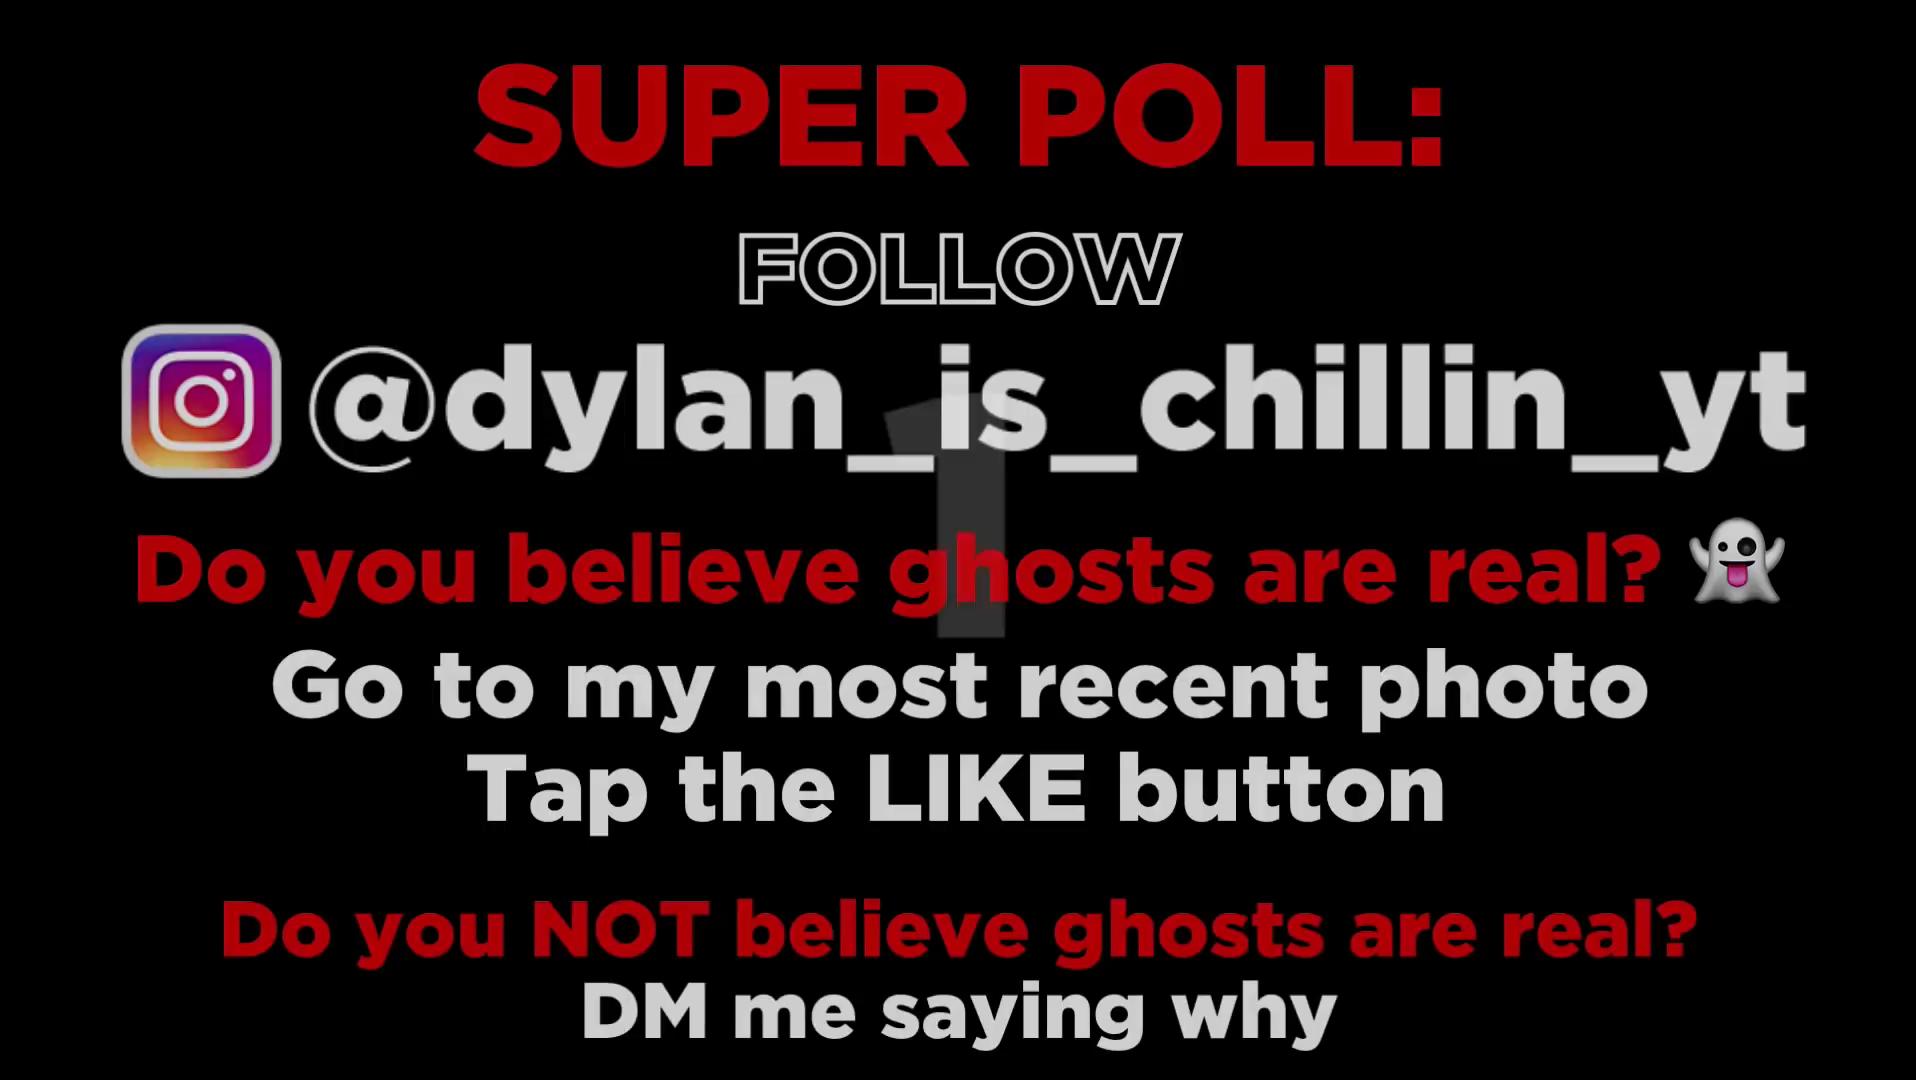 SUPER POLL:
FOLLOW
@dylan_is_chillin_yt
1
Do you believe ghosts are real?
Go to my most recent photo
Tap the LIKE button
Do you NOT believe ghosts are real?
DM me saying why